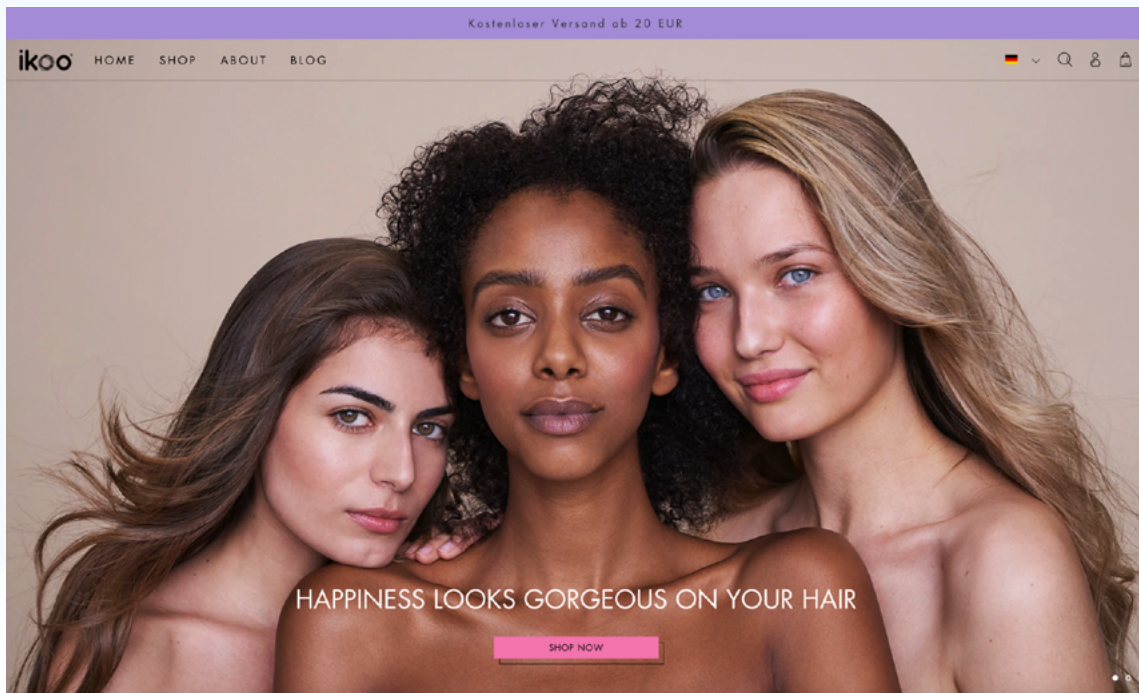 Kostenloser Versand ab 20 EUR
ikoo HOME SHOP ABOUT BLOG
HAPPINESS LOOKS GORGEOUS ON YOUR HAIR
SHOP NOW